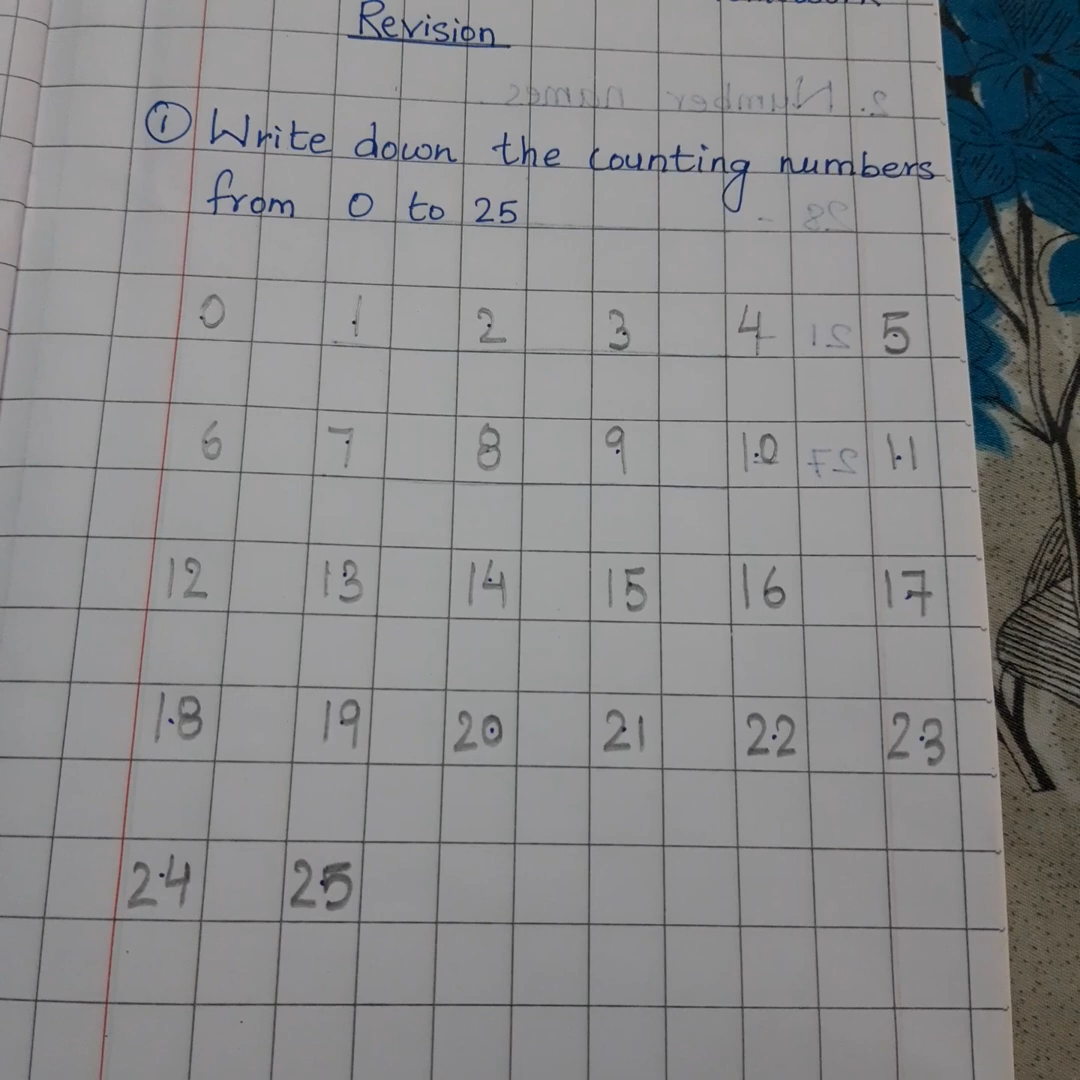 Revision
① Write down the counting numbers
from 0 to 25
0 1 2 3 4 5
6 7 8 9 10 11
12 13 14 15 16 17
18 19 20 21 22 23
24 25